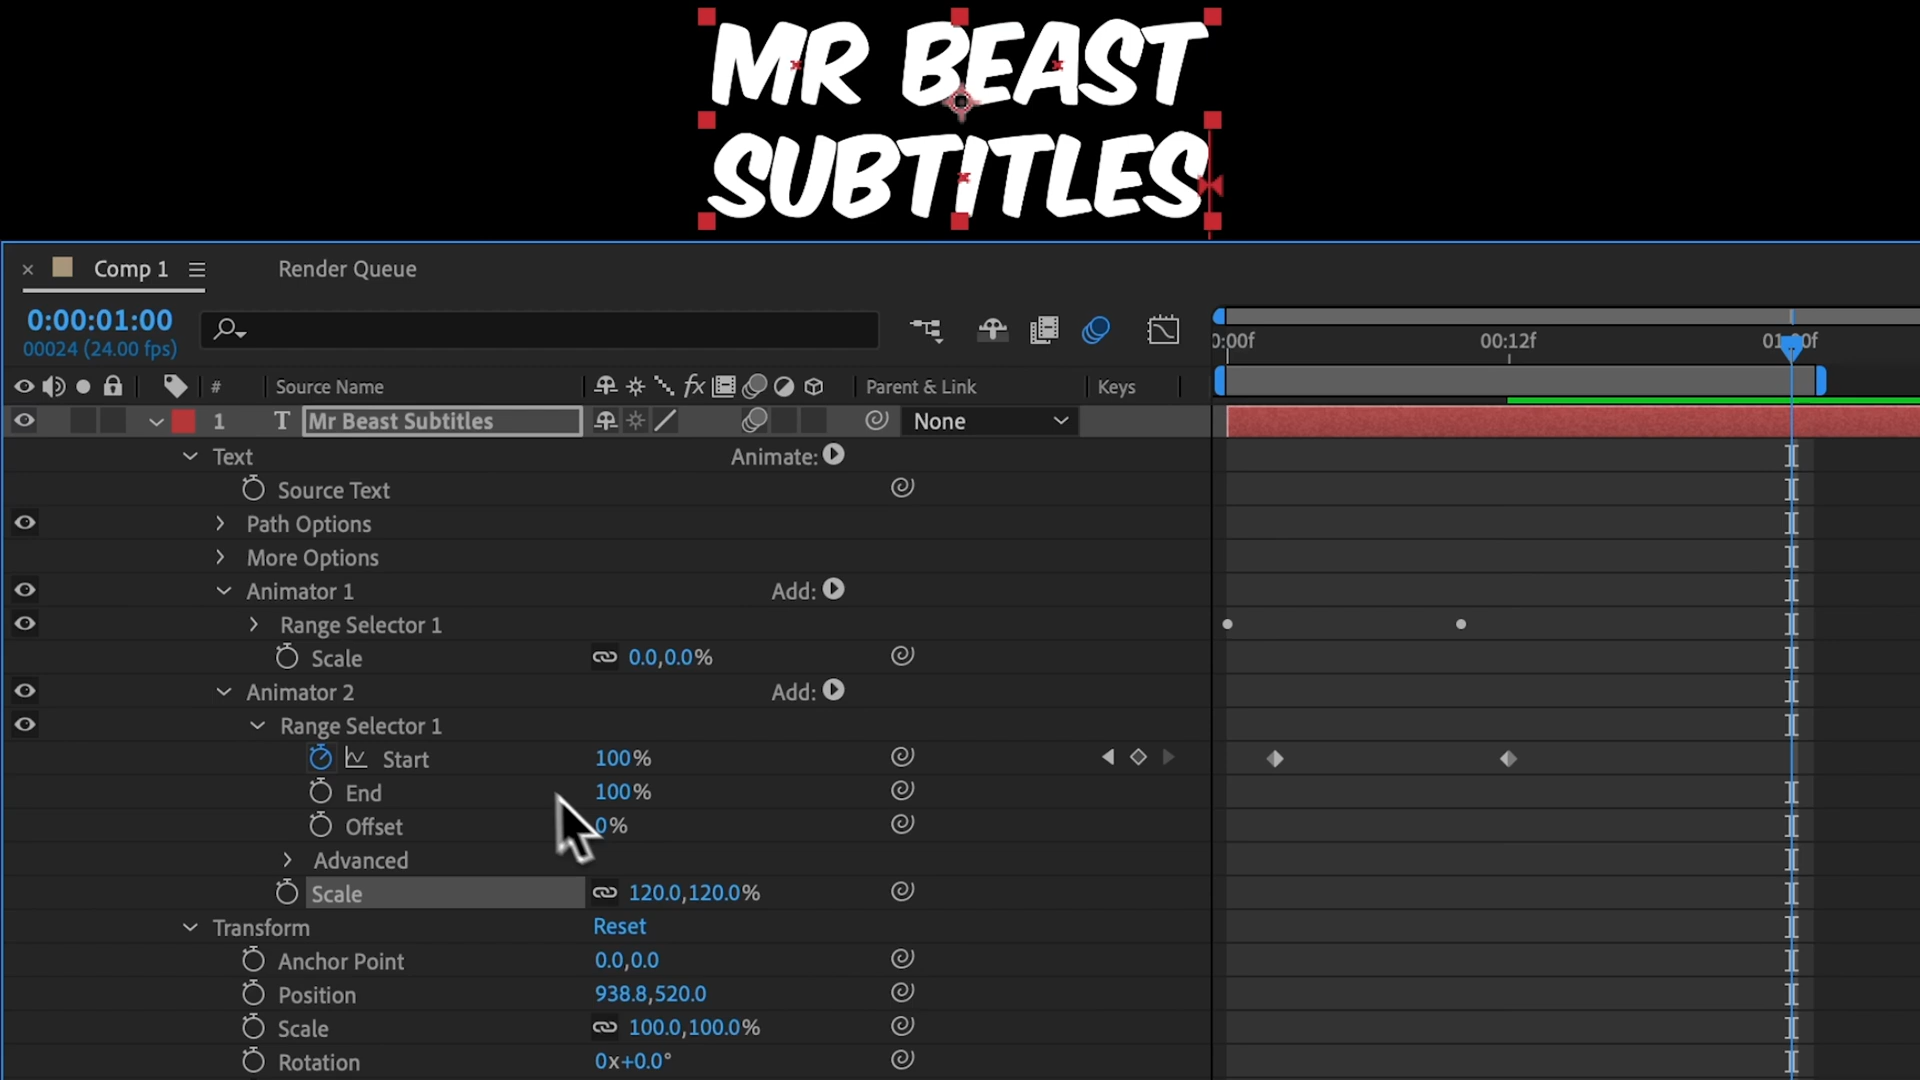 MR BEAST
SUBTITLES
Comp 1
Render Queue
0:00:01:00
00024 (24.00 fps)
0:00f
00:12f
# Source Name fx Parent & Link Keys
1 T Mr Beast Subtitles None
Text Animate:
Source Text
Path Options
More Options
Animator 1 Add:
Range Selector 1
Scale 0.0,0.0%
Animator 2 Add:
Range Selector 1
Start 100%
End 100%
Offset 0%
Advanced
Scale 120.0,120.0%
Transform Reset
Anchor Point 0.0,0.0
Position 938.8,520.0
Scale 100.0,100.0%
Rotation 0x+0.0°